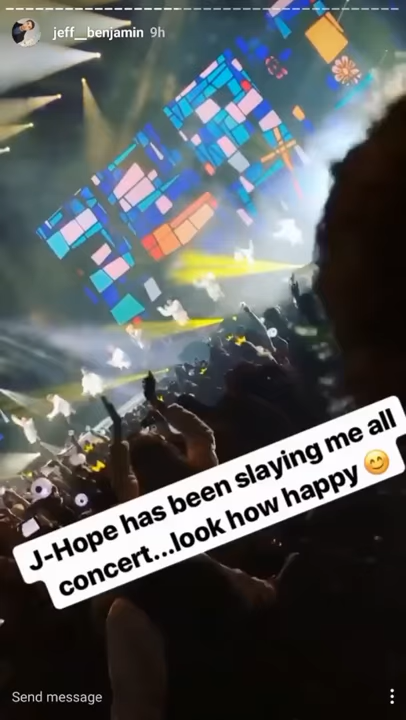 jeff__benjamin 9h
J-Hope has been slaying me all
concert...look how happy 😊
Send message